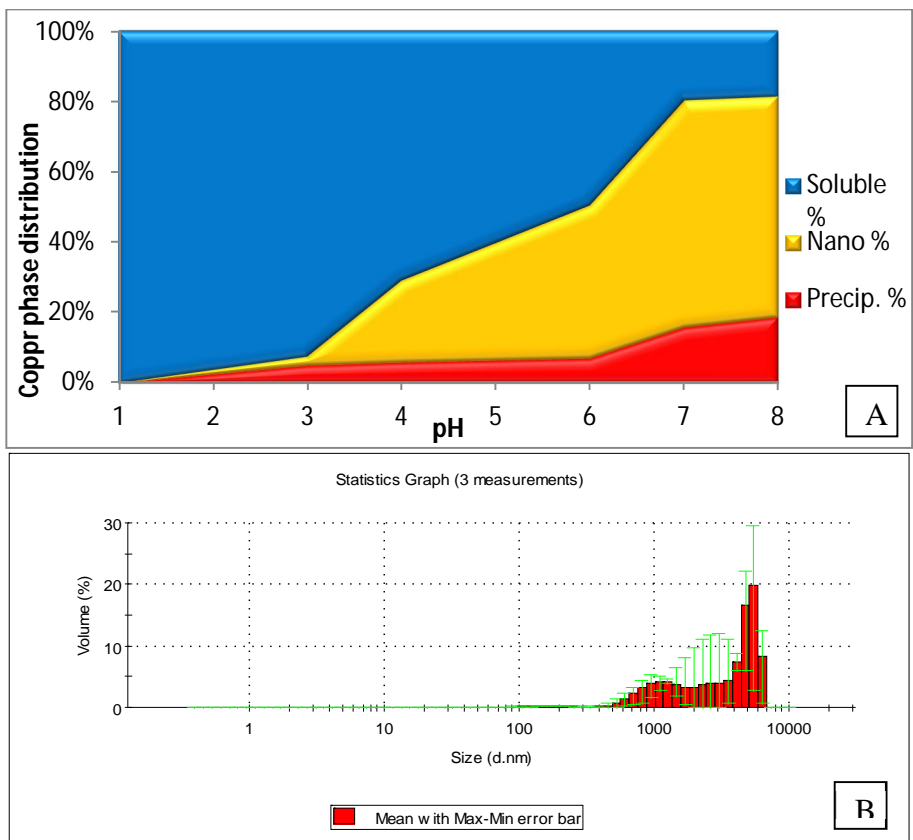 100%
80%
60%
40%
20%
0%
Coppr phase distribution
1 2 3 4 5 6 7 8
pH
Soluble
%
Nano %
Precip. %
A
Statistics Graph (3 measurements)
30
20
10
0
Volume (%)
1 10 100 1000 10000
Size (d.nm)
Mean with Max-Min error bar
B